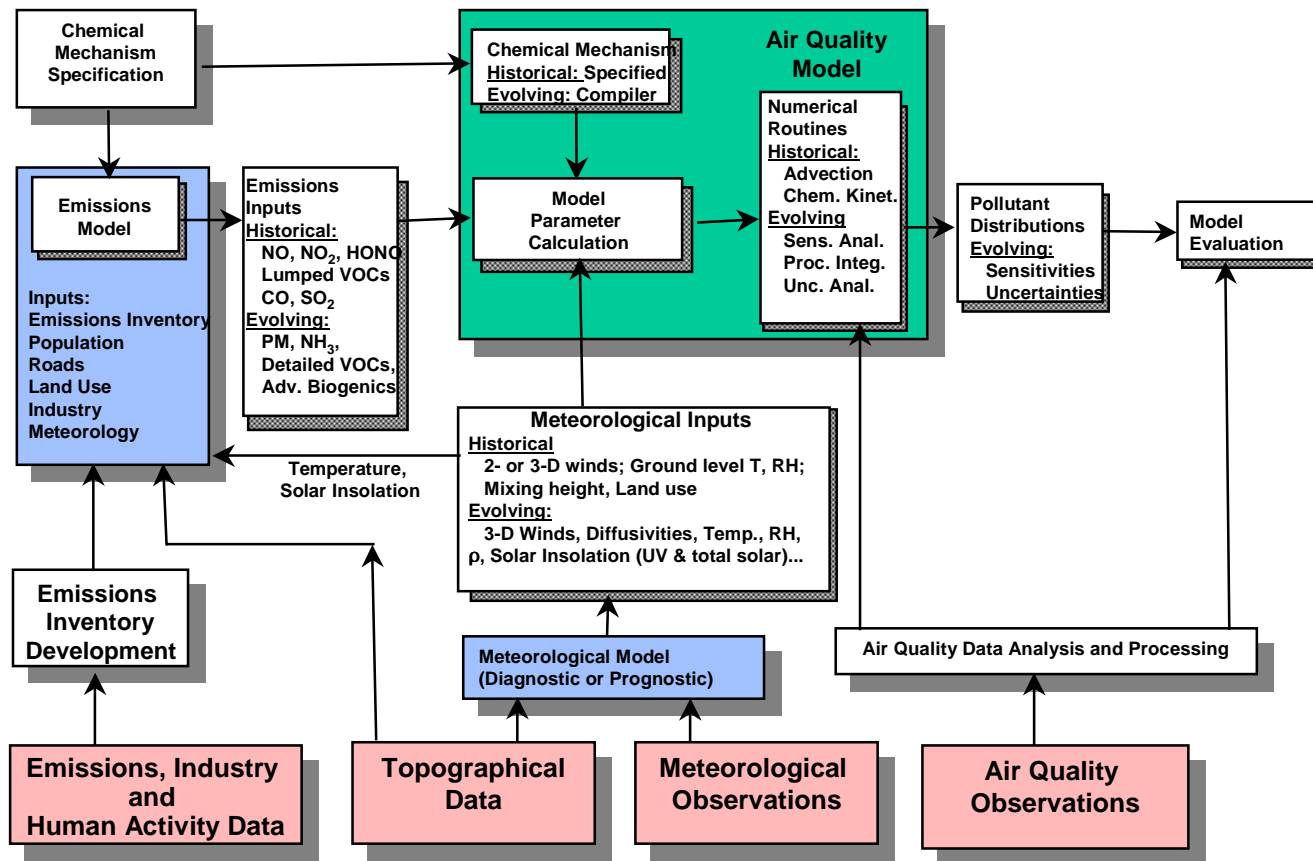 Chemical
Mechanism
Specification
Chemical Mechanism
Historical: Specified
Evolving: Compiler
Air Quality
Model
Numerical
Routines
Historical:
Advection
Chem. Kinet.
Evolving
Sens. Anal.
Proc. Integ.
Unc. Anal.
Emissions
Model
Inputs:
Emissions Inventory
Population
Roads
Land Use
Industry
Meteorology
Emissions
Inputs
Historical:
NO, NO2, HONO
Lumped VOCs
CO, SO2
Evolving:
PM, NH3,
Detailed VOCs,
Adv. Biogenics
Model
Parameter
Calculation
Pollutant
Distributions
Evolving:
Sensitivities
Uncertainties
Model
Evaluation
Meteorological Inputs
Historical
2- or 3-D winds; Ground level T, RH;
Mixing height, Land use
Evolving:
3-D Winds, Diffusivities, Temp., RH,
ρ, Solar Insolation (UV & total solar)...
Temperature,
Solar Insolation
Emissions
Inventory
Development
Meteorological Model
(Diagnostic or Prognostic)
Air Quality Data Analysis and Processing
Emissions, Industry
and
Human Activity Data
Topographical
Data
Meteorological
Observations
Air Quality
Observations